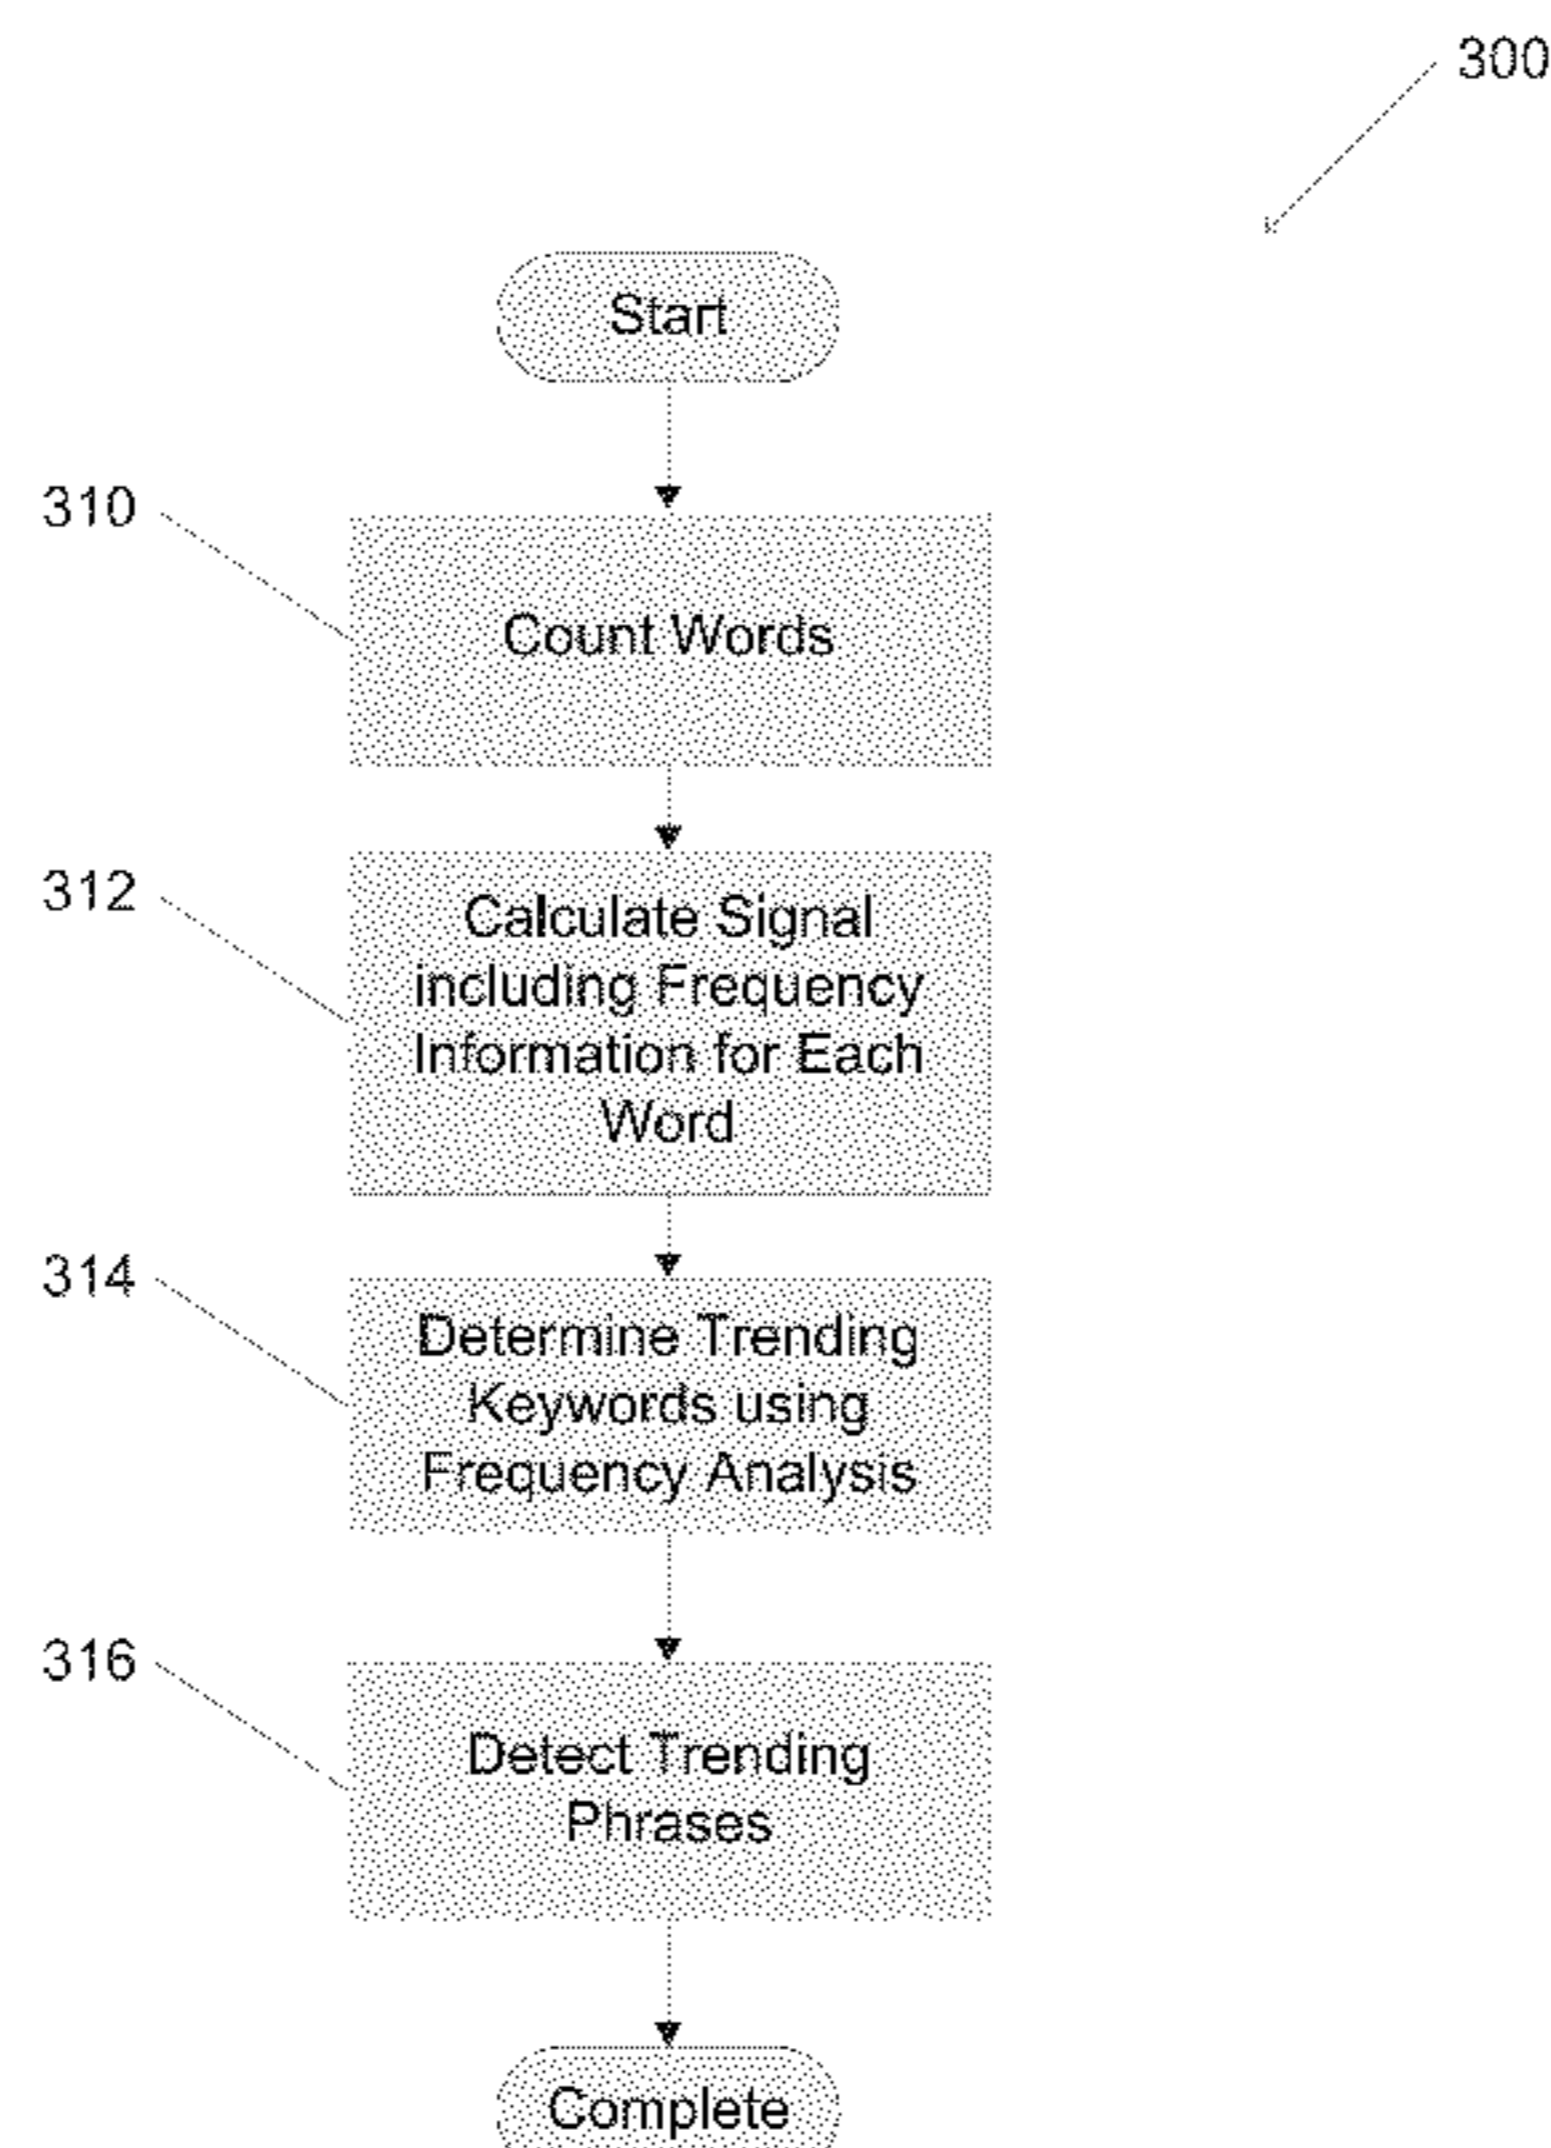 300
Start
310
Count Words
312
Calculate Signal
including Frequency
Information for Each
Word
314
Determine Trending
Keywords using
Frequency Analysis
316
Detect Trending
Phrases
Complete